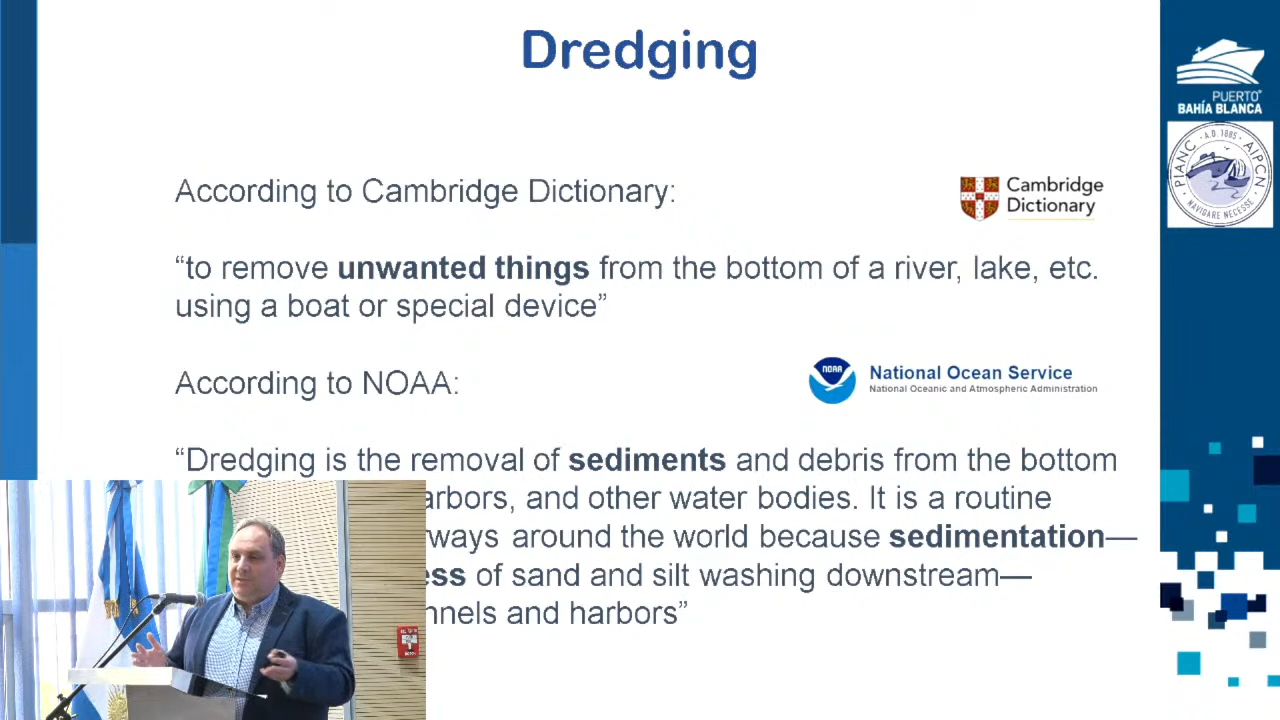 Dredging
PUERTO
BAHÍA BLANCA
A.D. 1885
PIANC
AIPCN
NAVIGARE NECESSE
According to Cambridge Dictionary:
Cambridge
Dictionary
“to remove unwanted things from the bottom of a river, lake, etc.
using a boat or special device”
According to NOAA:
NOAA
National Ocean Service
National Oceanic and Atmospheric Administration
“Dredging is the removal of sediments and debris from the bottom
arbors, and other water bodies. It is a routine
rways around the world because sedimentation—
ess of sand and silt washing downstream—
nnels and harbors”